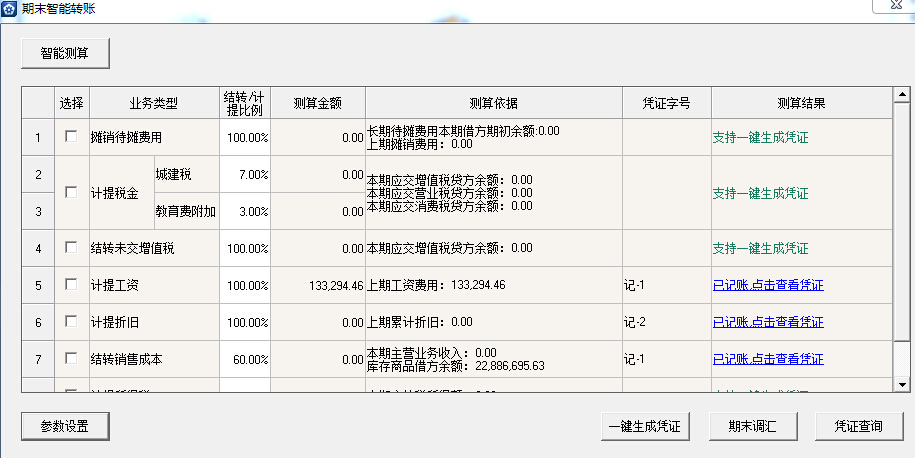 期末智能转账
智能测算
选择 业务类型 结转/计提比例 测算金额 测算依据 凭证字号 测算结果
1 摊销待摊费用 100.00% 0.00 长期待摊费用本期借方期初余额:0.00
上期摊销费用：0.00 支持一键生成凭证
2 计提税金 城建税 7.00% 0.00 本期应交增值税贷方余额：0.00
本期应交营业税贷方余额：0.00 支持一键生成凭证
3 教育费附加 3.00% 0.00 本期应交消费税贷方余额：0.00
4 结转未交增值税 100.00% 0.00 本期应交增值税贷方余额：0.00 支持一键生成凭证
5 计提工资 100.00% 133,294.46 上期工资费用：133,294.46 记-1 已记账,点击查看凭证
6 计提折旧 100.00% 0.00 上期累计折旧：0.00 记-2 已记账,点击查看凭证
7 结转销售成本 60.00% 0.00 本期主营业务收入：0.00
库存商品借方余额：22,886,695.63 记-1 已记账,点击查看凭证
参数设置 一键生成凭证 期末调汇 凭证查询